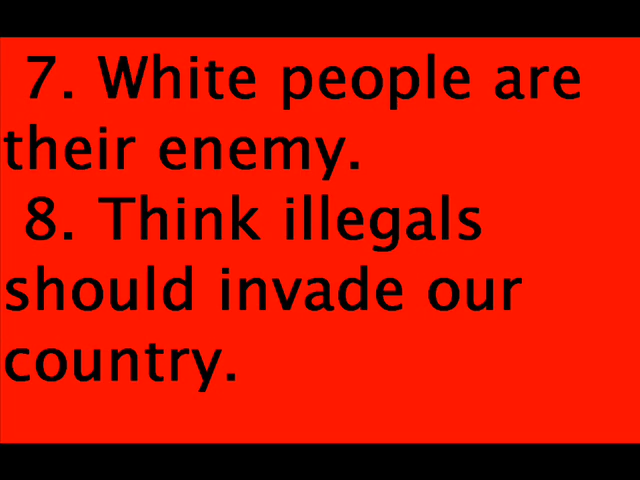 7. White people are
their enemy.
8. Think illegals
should invade our
country.